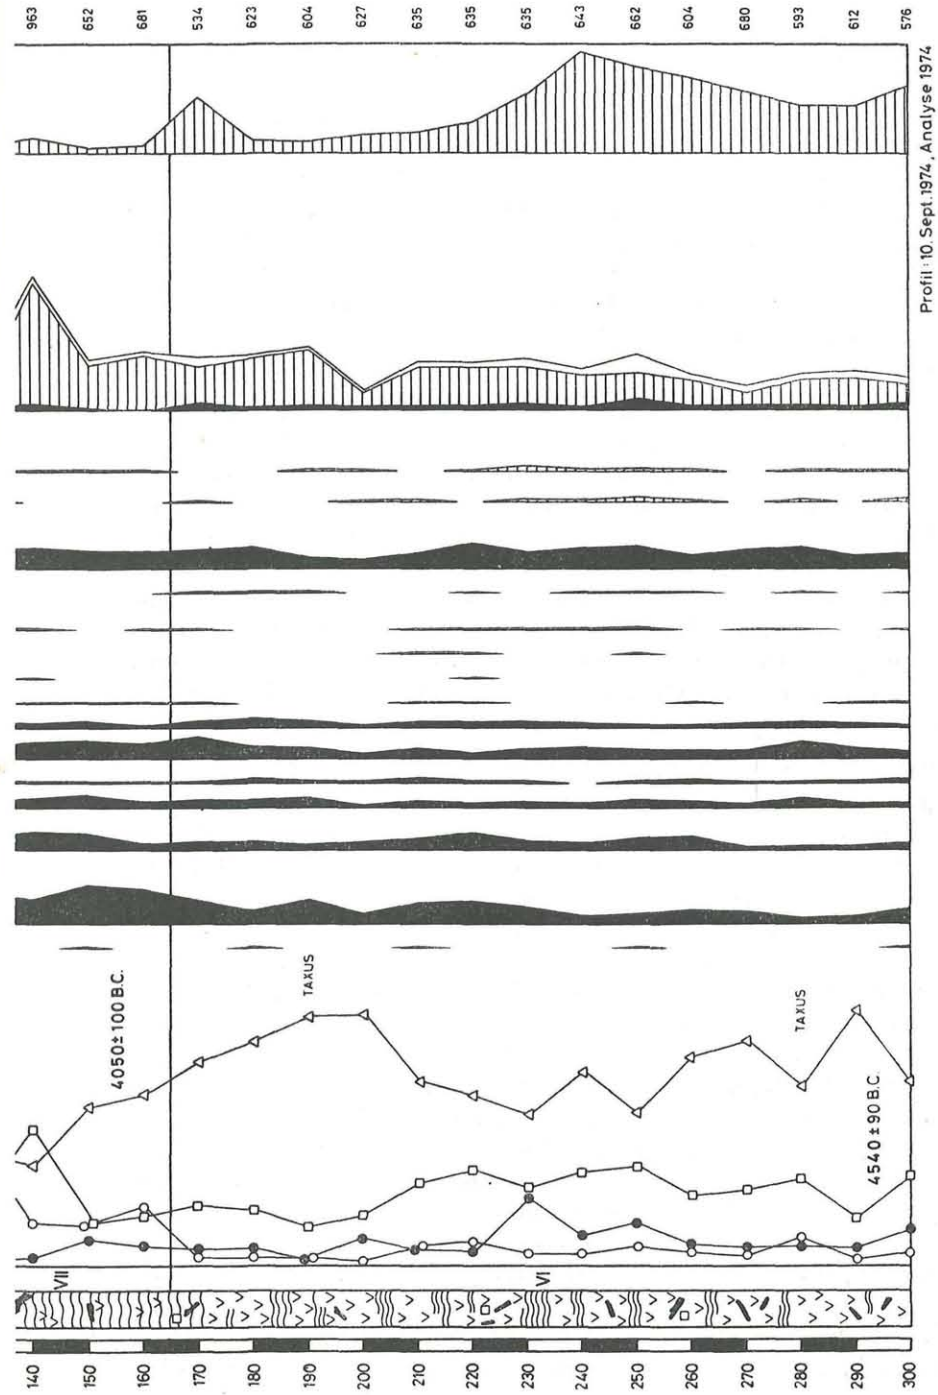 963 652 681 534 623 604 627 635 635 635 643 662 604 680 593 612 576
Profil: 10. Sept. 1974, Analyse 1974
4050±100 B.C.
TAXUS
TAXUS
4540±90 B.C.
VII VI
140 150 160 170 180 190 200 210 220 230 240 250 260 270 280 290 300